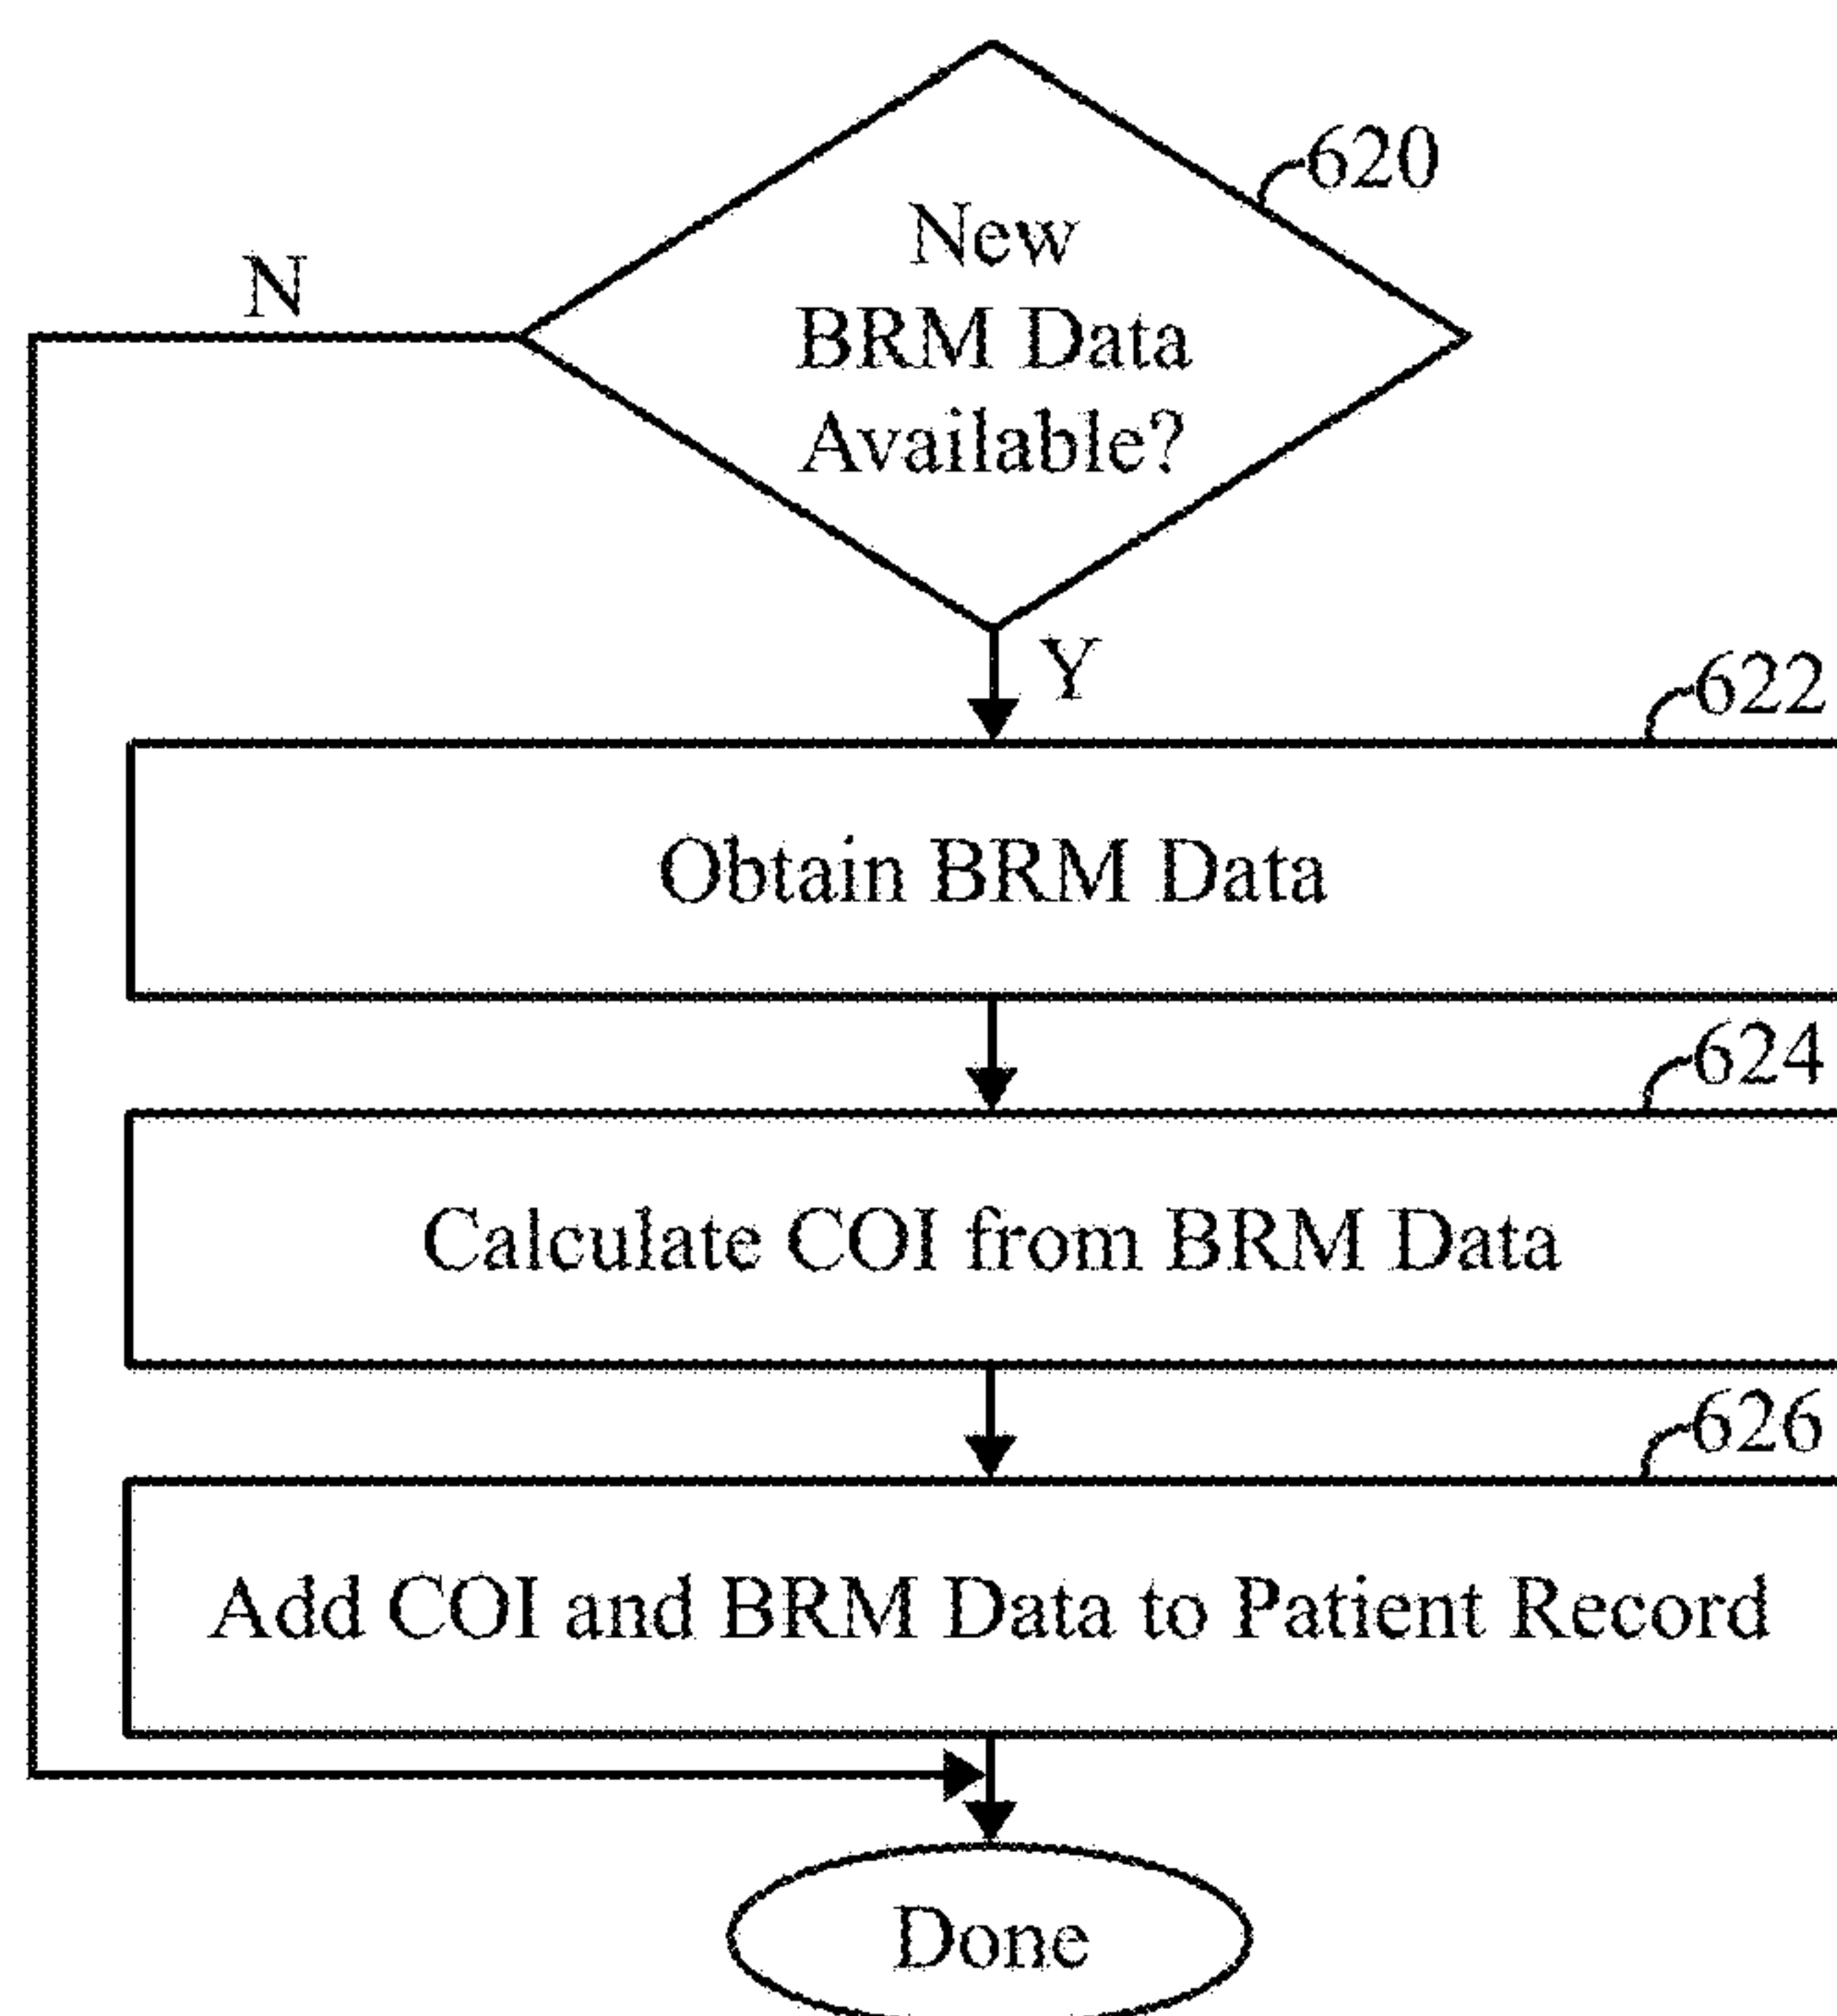 620
New
BRM Data
Available?
N
Y
622
Obtain BRM Data
624
Calculate COI from BRM Data
626
Add COI and BRM Data to Patient Record
Done